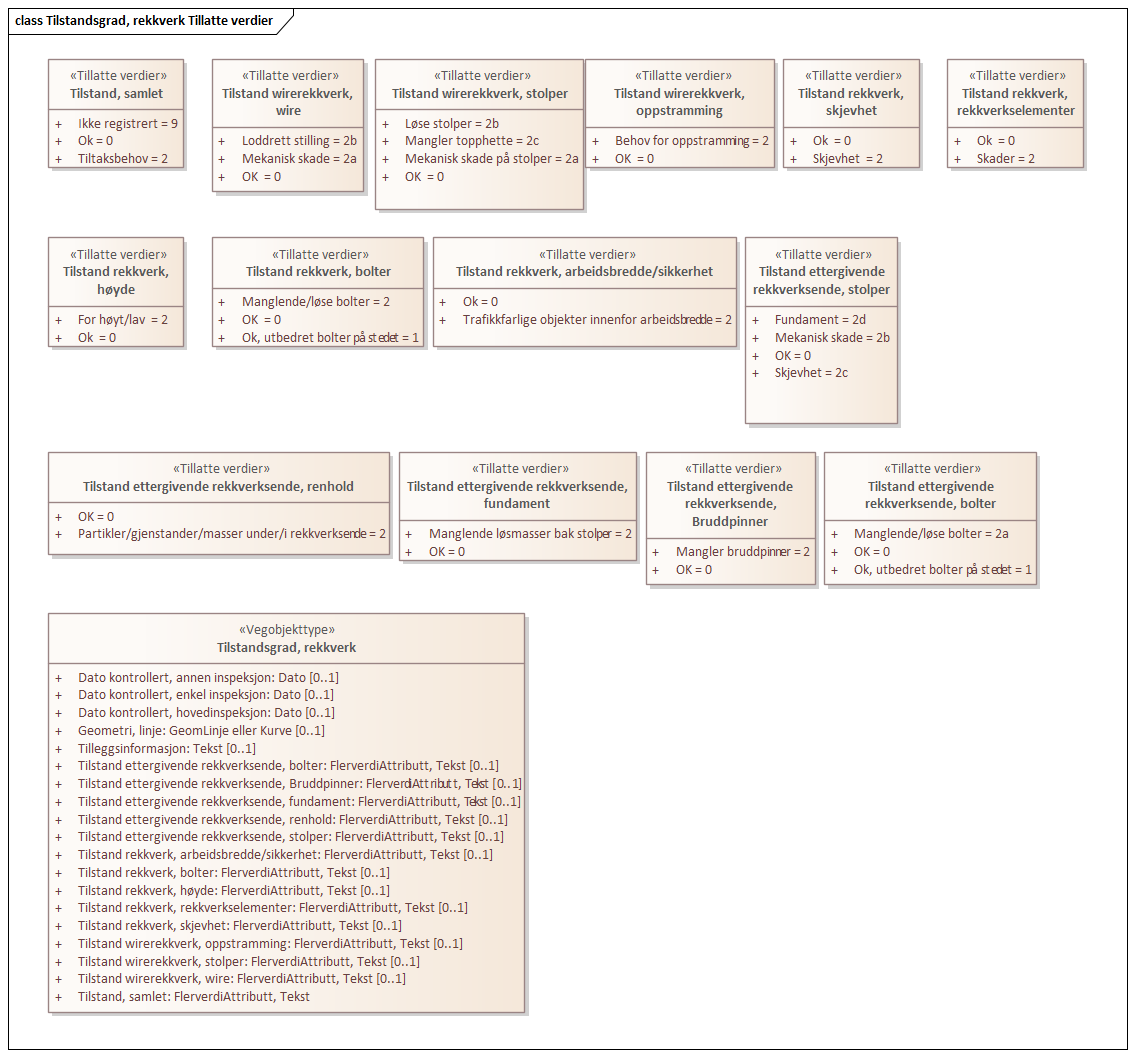 class Tilstandsgrad, rekkverk Tillatte verdier
«Tillatte verdier»
Tilstand, samlet
+ Ikke registrert = 9
+ Ok = 0
+ Tiltaksbehov = 2
«Tillatte verdier»
Tilstand wirerekkverk,
wire
+ Loddrett stilling = 2b
+ Mekanisk skade = 2a
+ OK = 0
«Tillatte verdier»
Tilstand wirerekkverk, stolper
+ Løse stolper = 2b
+ Mangler topphette = 2c
+ Mekanisk skade på stolper = 2a
+ OK = 0
«Tillatte verdier»
Tilstand wirerekkverk,
oppstramming
+ Behov for oppstramming = 2
+ OK = 0
«Tillatte verdier»
Tilstand rekkverk,
skjevhet
+ Ok = 0
+ Skjevhet = 2
«Tillatte verdier»
Tilstand rekkverk,
rekkverkselementer
+ Ok = 0
+ Skader = 2
«Tillatte verdier»
Tilstand rekkverk,
høyde
+ For høyt/lav = 2
+ Ok = 0
«Tillatte verdier»
Tilstand rekkverk, bolter
+ Manglende/løse bolter = 2
+ OK = 0
+ Ok, utbedret bolter på stedet = 1
«Tillatte verdier»
Tilstand rekkverk, arbeidsbredde/sikkerhet
+ Ok = 0
+ Trafikkfarlige objekter innenfor arbeidsbredde = 2
«Tillatte verdier»
Tilstand ettergivende
rekkverksende, stolper
+ Fundament = 2d
+ Mekanisk skade = 2b
+ OK = 0
+ Skjevhet = 2c
«Tillatte verdier»
Tilstand ettergivende rekkverksende, renhold
+ OK = 0
+ Partikler/gjenstander/masser under/i rekkverksende = 2
«Tillatte verdier»
Tilstand ettergivende rekkverksende,
fundament
+ Manglende løsmasser bak stolper = 2
+ OK = 0
«Tillatte verdier»
Tilstand ettergivende
rekkverksende,
Bruddpinner
+ Mangler bruddpinner = 2
+ OK = 0
«Tillatte verdier»
Tilstand ettergivende
rekkverksende, bolter
+ Manglende/løse bolter = 2a
+ OK = 0
+ Ok, utbedret bolter på stedet = 1
«Vegobjekttype»
Tilstandsgrad, rekkverk
+ Dato kontrollert, annen inspeksjon: Dato [0..1]
+ Dato kontrollert, enkel inspeksjon: Dato [0..1]
+ Dato kontrollert, hovedinspeksjon: Dato [0..1]
+ Geometri, linje: GeomLinje eller Kurve [0..1]
+ Tilleggsinformasjon: Tekst [0..1]
+ Tilstand ettergivende rekkverksende, bolter: FlerverdiAttributt, Tekst [0..1]
+ Tilstand ettergivende rekkverksende, Bruddpinner: FlerverdiAttributt, Tekst [0..1]
+ Tilstand ettergivende rekkverksende, fundament: FlerverdiAttributt, Tekst [0..1]
+ Tilstand ettergivende rekkverksende, renhold: FlerverdiAttributt, Tekst [0..1]
+ Tilstand ettergivende rekkverksende, stolper: FlerverdiAttributt, Tekst [0..1]
+ Tilstand rekkverk, arbeidsbredde/sikkerhet: FlerverdiAttributt, Tekst [0..1]
+ Tilstand rekkverk, bolter: FlerverdiAttributt, Tekst [0..1]
+ Tilstand rekkverk, høyde: FlerverdiAttributt, Tekst [0..1]
+ Tilstand rekkverk, rekkverkselementer: FlerverdiAttributt, Tekst [0..1]
+ Tilstand rekkverk, skjevhet: FlerverdiAttributt, Tekst [0..1]
+ Tilstand wirerekkverk, oppstramming: FlerverdiAttributt, Tekst [0..1]
+ Tilstand wirerekkverk, stolper: FlerverdiAttributt, Tekst [0..1]
+ Tilstand wirerekkverk, wire: FlerverdiAttributt, Tekst [0..1]
+ Tilstand, samlet: FlerverdiAttributt, Tekst